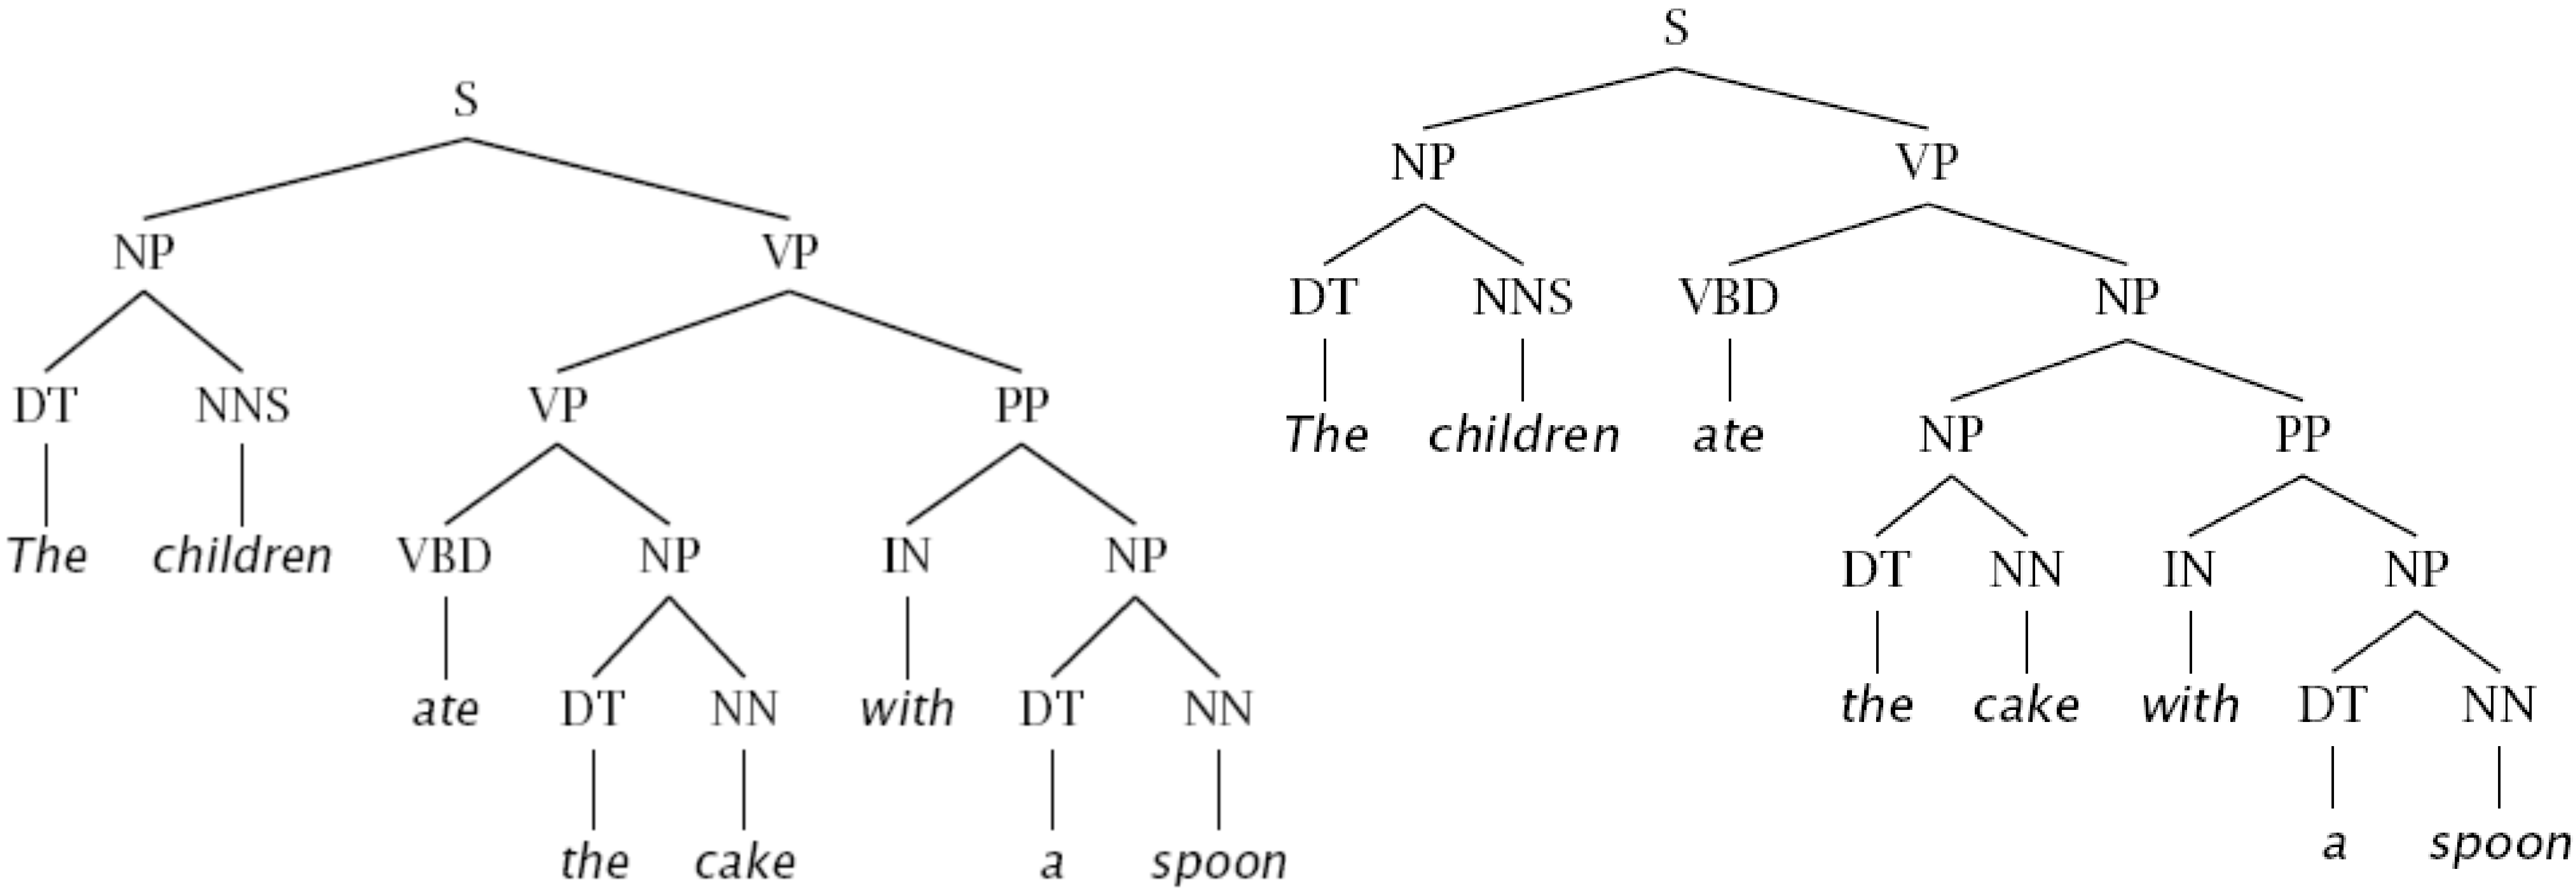 S
NP VP
DT NNS VP PP
The children VBD NP IN NP
ate DT NN with DT NN
the cake a spoon
S
NP VP
DT NNS VBD NP
The children ate NP PP
DT NN IN NP
the cake with DT NN
a spoon